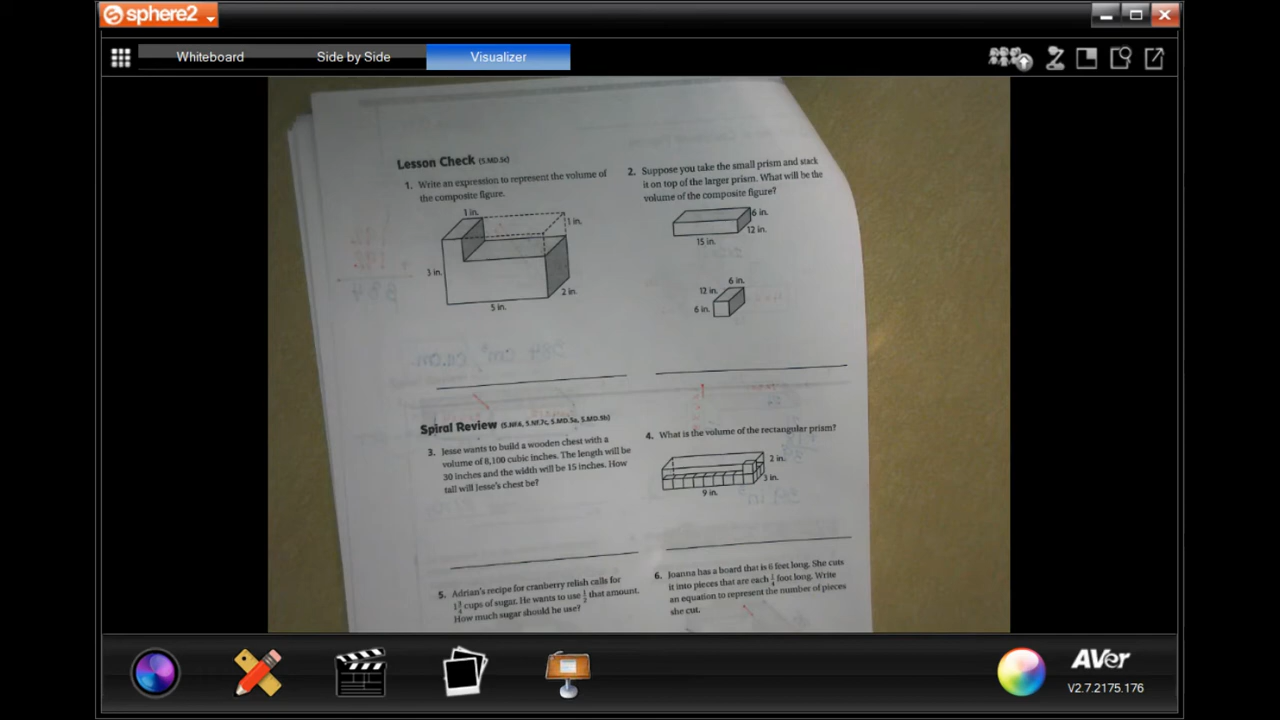 sphere2
Whiteboard Side by Side Visualizer
Lesson Check (5.MD.5c)
1. Write an expression to represent the volume of
the composite figure.
1 in.
1 in.
3 in.
2 in.
5 in.
2. Suppose you take the small prism and stack
it on top of the larger prism. What will be the
volume of the composite figure?
6 in.
12 in.
15 in.
6 in.
12 in.
6 in.
Spiral Review (5.NF.6, 5.NF.7c, 5.MD.5a, 5.MD.5b)
3. Jesse wants to build a wooden chest with a
volume of 8,100 cubic inches. The length will be
30 inches and the width will be 15 inches. How
tall will Jesse's chest be?
4. What is the volume of the rectangular prism?
2 in.
3 in.
9 in.
5. Adrian's recipe for cranberry relish calls for
1 3/4 cups of sugar. He wants to use 1/2 that amount.
How much sugar should he use?
6. Joanna has a board that is 6 feet long. She cuts
it into pieces that are each 1/4 foot long. Write
an equation to represent the number of pieces
she cut.
AVer
V2.7.2175.176